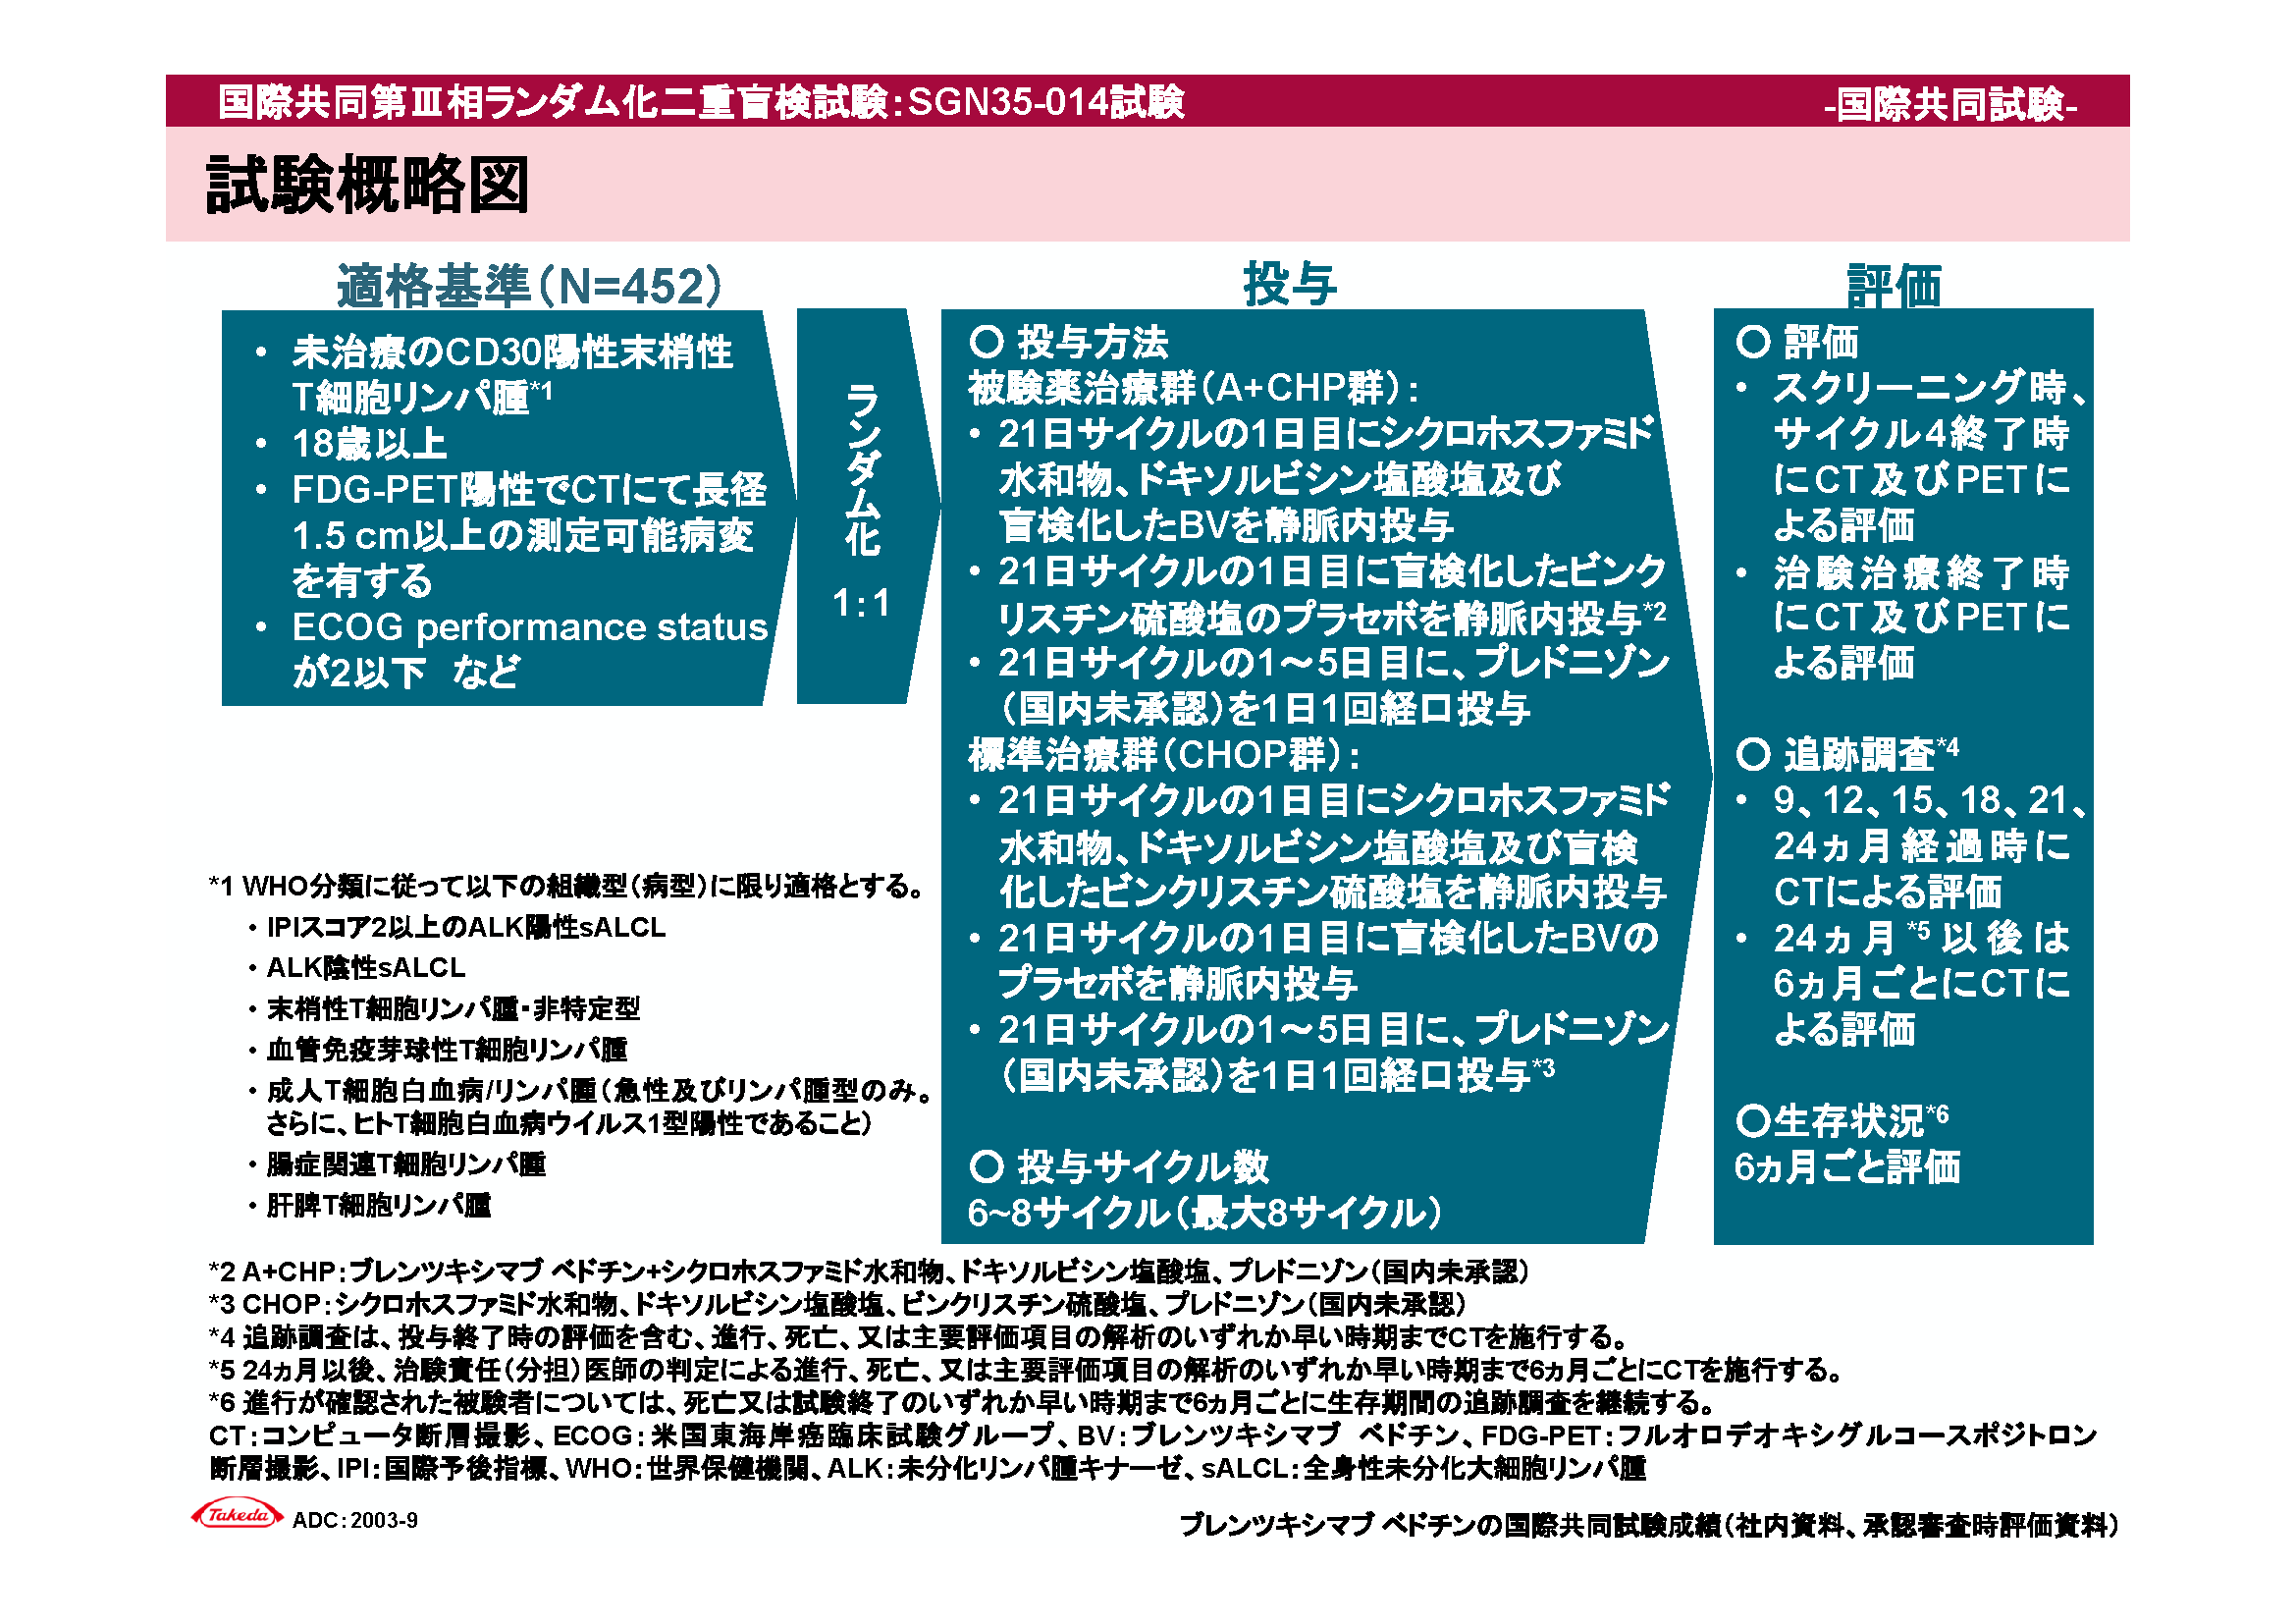 国際共同第Ⅲ相ランダム化二重盲検試験：SGN35-014試験
-国際共同試験-
試験概略図
適格基準（N=452）
• 未治療のCD30陽性末梢性
T細胞リンパ腫*1
• 18歳以上
• FDG-PET陽性でCTにて長径
1.5 cm以上の測定可能病変
を有する
• ECOG performance status
が2以下　など
ランダム化
1：1
投与
〇 投与方法
被験薬治療群（A+CHP群）：
• 21日サイクルの1日目にシクロホスファミド
水和物、ドキソルビシン塩酸塩及び
盲検化したBVを静脈内投与
• 21日サイクルの1日目に盲検化したビンク
リスチン硫酸塩のプラセボを静脈内投与*2
• 21日サイクルの1～5日目に、プレドニゾン
（国内未承認）を1日1回経口投与
標準治療群（CHOP群）：
• 21日サイクルの1日目にシクロホスファミド
水和物、ドキソルビシン塩酸塩及び盲検
化したビンクリスチン硫酸塩を静脈内投与
• 21日サイクルの1日目に盲検化したBVの
プラセボを静脈内投与
• 21日サイクルの1～5日目に、プレドニゾン
（国内未承認）を1日1回経口投与*3
〇 投与サイクル数
6~8サイクル（最大8サイクル）
評価
〇 評価
• スクリーニング時、
サイクル4終了時
にCT及びPETに
よる評価
• 治験治療終了時
にCT及びPETに
よる評価
〇 追跡調査*4
• 9、12、15、18、21、
24ヵ月経過時に
CTによる評価
• 24ヵ月*5以後は
6ヵ月ごとにCTに
よる評価
〇生存状況*6
6ヵ月ごと評価
*1 WHO分類に従って以下の組織型（病型）に限り適格とする。
・IPIスコア2以上のALK陽性sALCL
・ALK陰性sALCL
・末梢性T細胞リンパ腫・非特定型
・血管免疫芽球性T細胞リンパ腫
・成人T細胞白血病/リンパ腫（急性及びリンパ腫型のみ。
さらに、ヒトT細胞白血病ウイルス1型陽性であること）
・腸症関連T細胞リンパ腫
・肝脾T細胞リンパ腫
*2 A+CHP：ブレンツキシマブ ベドチン+シクロホスファミド水和物、ドキソルビシン塩酸塩、プレドニゾン（国内未承認）
*3 CHOP：シクロホスファミド水和物、ドキソルビシン塩酸塩、ビンクリスチン硫酸塩、プレドニゾン（国内未承認）
*4 追跡調査は、投与終了時の評価を含む、進行、死亡、又は主要評価項目の解析のいずれか早い時期までCTを施行する。
*5 24ヵ月以後、治験責任（分担）医師の判定による進行、死亡、又は主要評価項目の解析のいずれか早い時期まで6ヵ月ごとにCTを施行する。
*6 進行が確認された被験者については、死亡又は試験終了のいずれか早い時期まで6ヵ月ごとに生存期間の追跡調査を継続する。
CT：コンピュータ断層撮影、ECOG：米国東海岸癌臨床試験グループ、BV：ブレンツキシマブ　ベドチン、FDG-PET：フルオロデオキシグルコースポジトロン
断層撮影、IPI：国際予後指標、WHO：世界保健機関、ALK：未分化リンパ腫キナーゼ、sALCL：全身性未分化大細胞リンパ腫
Takeda
ADC：2003-9
ブレンツキシマブ ベドチンの国際共同試験成績（社内資料、承認審査時評価資料）